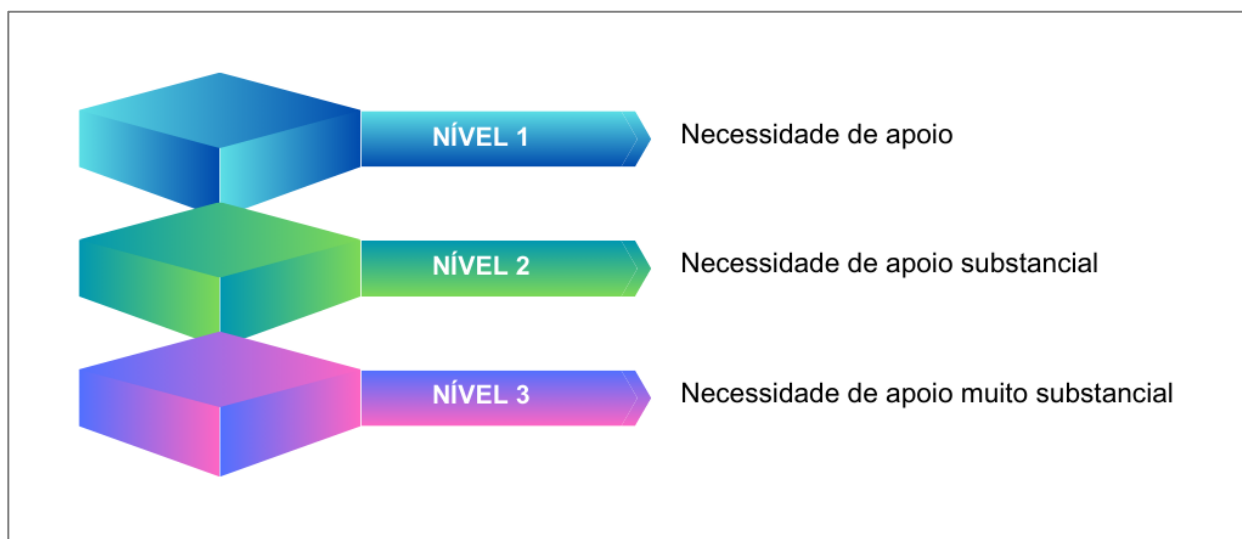 NÍVEL 1
Necessidade de apoio
NÍVEL 2
Necessidade de apoio substancial
NÍVEL 3
Necessidade de apoio muito substancial